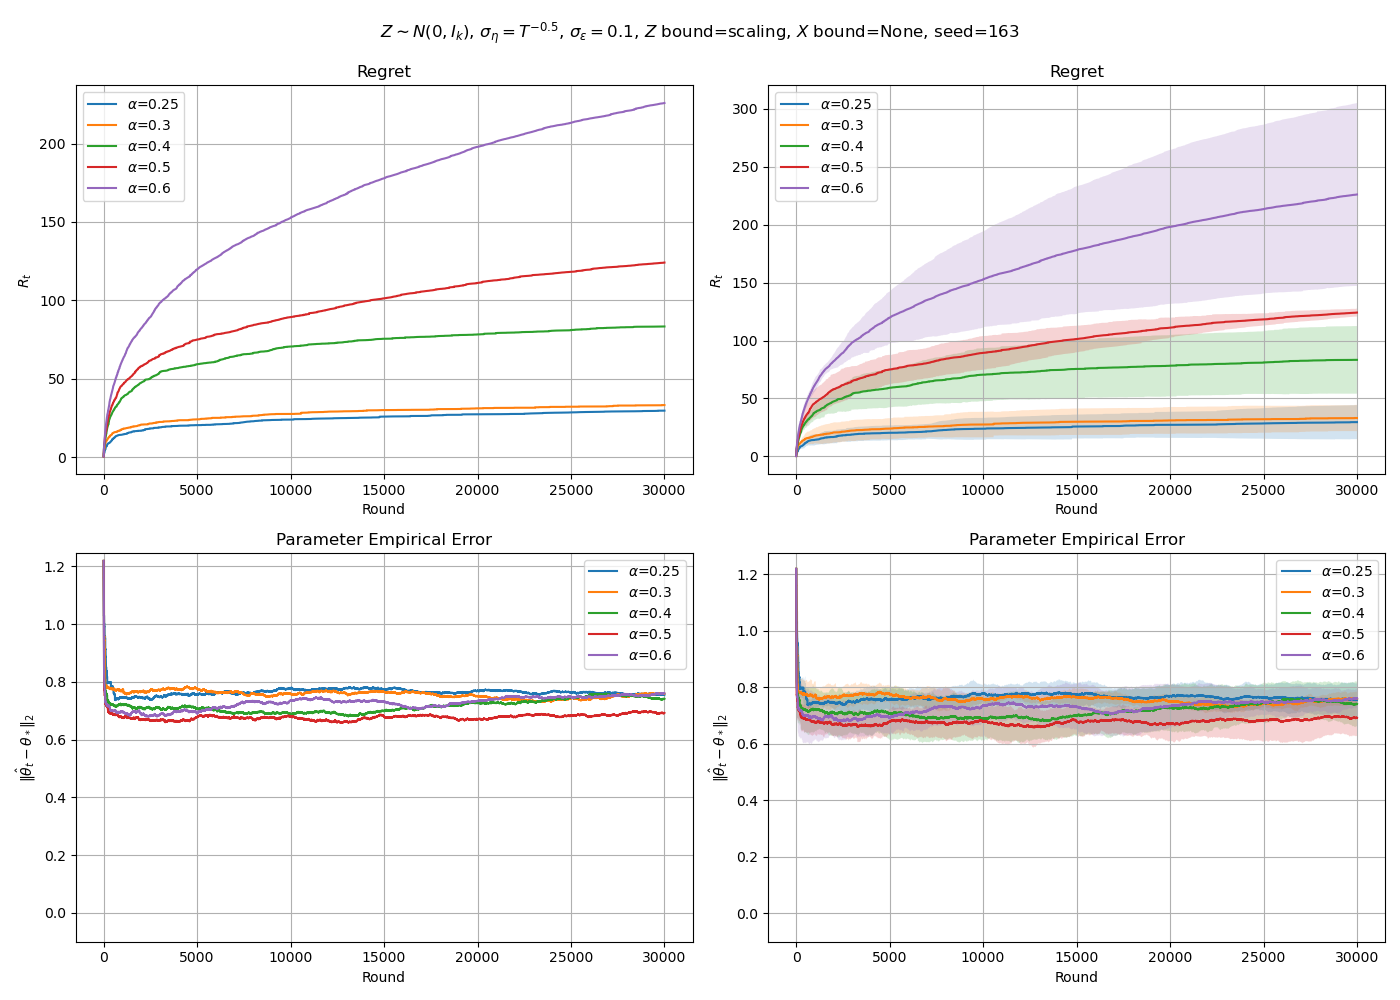 Z ~ N(0, I_k), σ_η = T^{-0.5}, σ_ε = 0.1, Z bound=scaling, X bound=None, seed=163
Regret
α=0.25
α=0.3
α=0.4
α=0.5
α=0.6
R_t
200
150
100
50
0
0 5000 10000 15000 20000 25000 30000
Round
Regret
α=0.25
α=0.3
α=0.4
α=0.5
α=0.6
R_t
300
250
200
150
100
50
0
0 5000 10000 15000 20000 25000 30000
Round
Parameter Empirical Error
α=0.25
α=0.3
α=0.4
α=0.5
α=0.6
‖θ̂_t − θ_*‖_2
1.2
1.0
0.8
0.6
0.4
0.2
0.0
0 5000 10000 15000 20000 25000 30000
Round
Parameter Empirical Error
α=0.25
α=0.3
α=0.4
α=0.5
α=0.6
‖θ̂_t − θ_*‖_2
1.2
1.0
0.8
0.6
0.4
0.2
0.0
0 5000 10000 15000 20000 25000 30000
Round